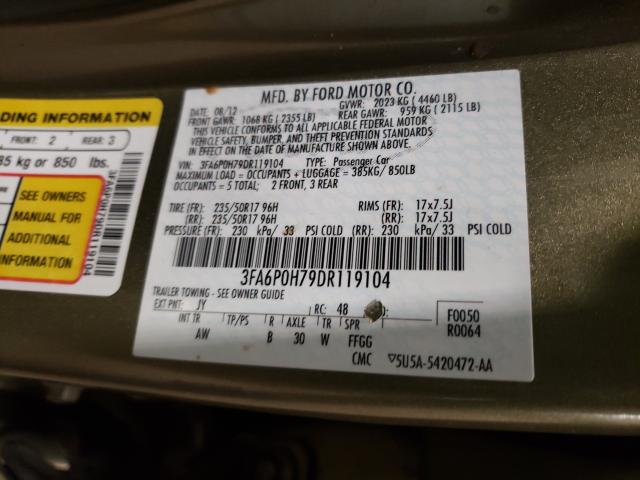 MFD. BY FORD MOTOR CO.
DATE: 08/12 GVWR: 2023 KG ( 4460 LB)
FRONT GAWR: 1068 KG ( 2355 LB) REAR GAWR: 959 KG ( 2115 LB)
THIS VEHICLE CONFORMS TO ALL APPLICABLE FEDERAL MOTOR
VEHICLE SAFETY, BUMPER, AND THEFT PREVENTION STANDARDS
IN EFFECT ON THE DATE OF MANUFACTURE SHOWN ABOVE.
VIN: 3FA6P0H79DR119104 TYPE: Passenger Car
MAXIMUM LOAD = OCCUPANTS + LUGGAGE = 385KG/ 850LB
OCCUPANTS = 5 TOTAL; 2 FRONT, 3 REAR
TIRE (FR): 235/50R17 96H RIMS (FR): 17x7.5J
(RR): 235/50R17 96H (RR): 17x7.5J
PRESSURE (FR): 230 kPa/ 33 PSI COLD (RR): 230 kPa/ 33 PSI COLD
3FA6P0H79DR119104
TRAILER TOWING - SEE OWNER GUIDE
EXT PNT: JY RC: 48 F0050
R0064
INT TR TP/PS R AXLE TR SPR
AW B 30 W FFGG
CMC ▽5U5A-5420472-AA
DING INFORMATION
FRONT: 2 REAR: 3
85 kg or 850 lbs.
SEE OWNERS
MANUAL FOR
ADDITIONAL
INFORMATION
3FA6P0H79DR119104